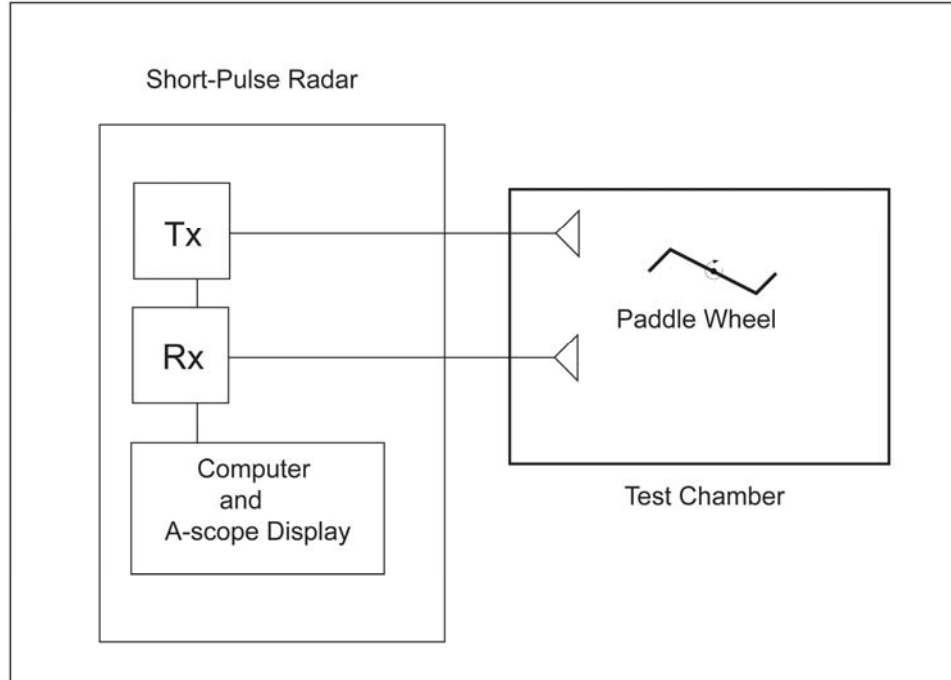 Short-Pulse Radar
Tx
Rx
Computer
and
A-scope Display
Paddle Wheel
Test Chamber